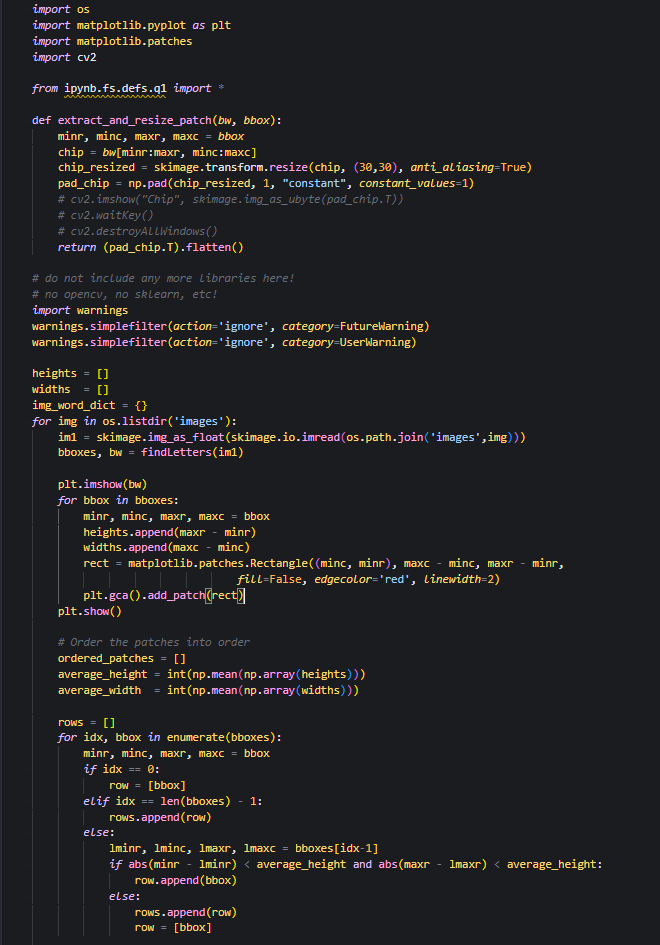 import os
import matplotlib.pyplot as plt
import matplotlib.patches
import cv2

from ipynb.fs.defs.q1 import *

def extract_and_resize_patch(bw, bbox):
    minr, minc, maxr, maxc = bbox
    chip = bw[minr:maxr, minc:maxc]
    chip_resized = skimage.transform.resize(chip, (30,30), anti_aliasing=True)
    pad_chip = np.pad(chip_resized, 1, "constant", constant_values=1)
    # cv2.imshow("Chip", skimage.img_as_ubyte(pad_chip.T))
    # cv2.waitKey()
    # cv2.destroyAllWindows()
    return (pad_chip.T).flatten()

# do not include any more libraries here!
# no opencv, no sklearn, etc!
import warnings
warnings.simplefilter(action='ignore', category=FutureWarning)
warnings.simplefilter(action='ignore', category=UserWarning)

heights = []
widths  = []
img_word_dict = {}
for img in os.listdir('images'):
    im1 = skimage.img_as_float(skimage.io.imread(os.path.join('images',img)))
    bboxes, bw = findLetters(im1)

    plt.imshow(bw)
    for bbox in bboxes:
        minr, minc, maxr, maxc = bbox
        heights.append(maxr - minr)
        widths.append(maxc - minc)
        rect = matplotlib.patches.Rectangle((minc, minr), maxc - minc, maxr - minr,
                                fill=False, edgecolor='red', linewidth=2)
        plt.gca().add_patch(rect)
    plt.show()

    # Order the patches into order
    ordered_patches = []
    average_height = int(np.mean(np.array(heights)))
    average_width  = int(np.mean(np.array(widths)))

    rows = []
    for idx, bbox in enumerate(bboxes):
        minr, minc, maxr, maxc = bbox
        if idx == 0:
            row = [bbox]
        elif idx == len(bboxes) - 1:
            rows.append(row)
        else:
            lminr, lminc, lmaxr, lmaxc = bboxes[idx-1]
            if abs(minr - lminr) < average_height and abs(maxr - lmaxr) < average_height:
                row.append(bbox)
            else:
                rows.append(row)
                row = [bbox]